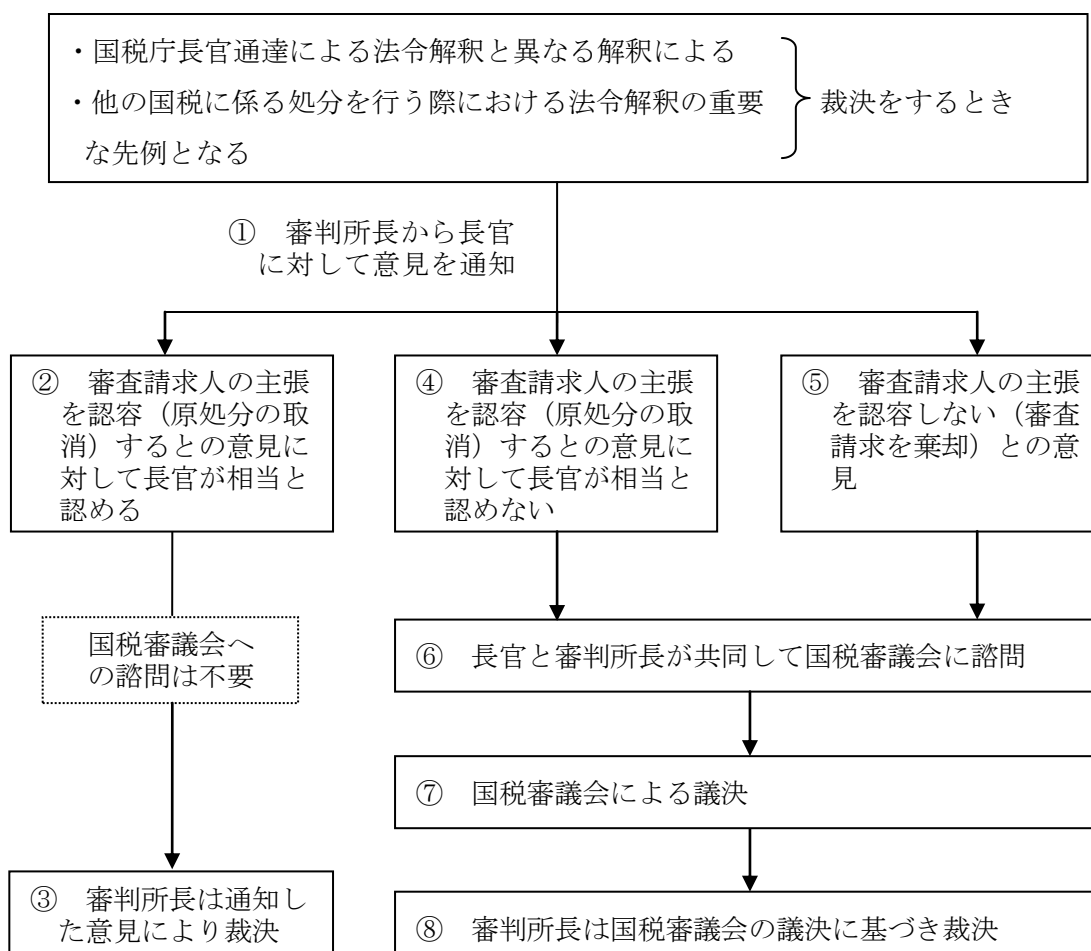 ・国税庁長官通達による法令解釈と異なる解釈による
・他の国税に係る処分を行う際における法令解釈の重要
な先例となる
裁決をするとき
① 審判所長から長官
に対して意見を通知
② 審査請求人の主張
を認容（原処分の取
消）するとの意見に
対して長官が相当と
認める
④ 審査請求人の主張
を認容（原処分の取
消）するとの意見に
対して長官が相当と
認めない
⑤ 審査請求人の主張
を認容しない（審査
請求を棄却）との意
見
国税審議会へ
の諮問は不要
⑥ 長官と審判所長が共同して国税審議会に諮問
⑦ 国税審議会による議決
③ 審判所長は通知し
た意見により裁決
⑧ 審判所長は国税審議会の議決に基づき裁決